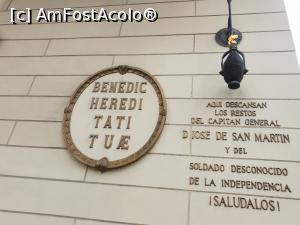 [c] AmFostAcolo®
BENEDIC
HEREDI
TATI
TUÆ
AQUI DESCANSAN
LOS RESTOS
DEL CAPITAN GENERAL
D JOSE DE SAN MARTIN
Y DEL
SOLDADO DESCONOCIDO
DE LA INDEPENDENCIA
¡SALUDALOS!